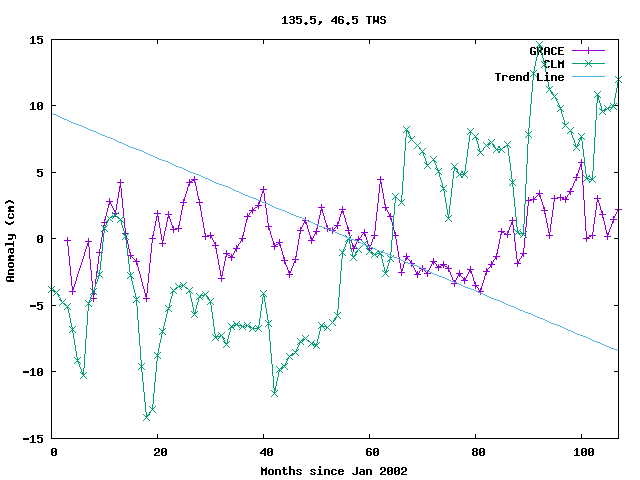 135.5, 46.5 TWS
GRACE
CLM
Trend Line
15
10
5
0
-5
-10
-15
Anomaly (cm)
0 20 40 60 80 100
Months since Jan 2002